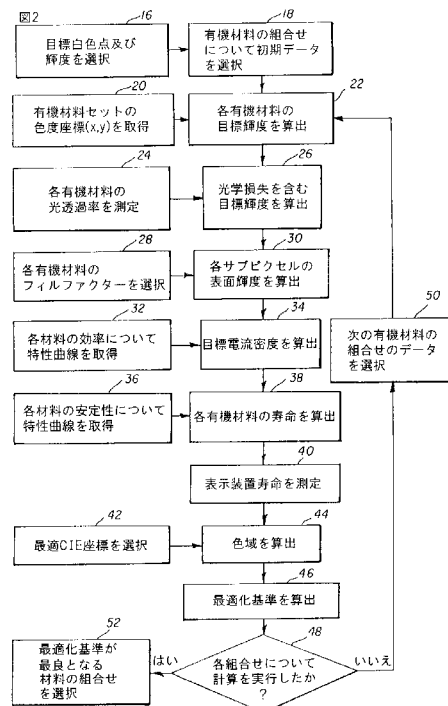 図2
16
目標白色点及び
輝度を選択
18
有機材料の組合せ
について初期データ
を選択
20
有機材料セットの
色度座標(x,y)を取得
22
各有機材料の
目標輝度を算出
24
各有機材料の
光透過率を測定
26
光学損失を含む
目標輝度を算出
28
各有機材料の
フィルファクターを選択
30
各サブピクセルの
表面輝度を算出
32
各材料の効率について
特性曲線を取得
34
目標電流密度を算出
36
各材料の安定性について
特性曲線を取得
38
各有機材料の寿命を算出
40
表示装置寿命を測定
42
最適CIE座標を選択
44
色域を算出
46
最適化基準を算出
48
各組合せについて
計算を実行したか
?
はい
いいえ
50
次の有機材料の
組合せのデータ
を選択
52
最適化基準が
最良となる
材料の組合せ
を選択